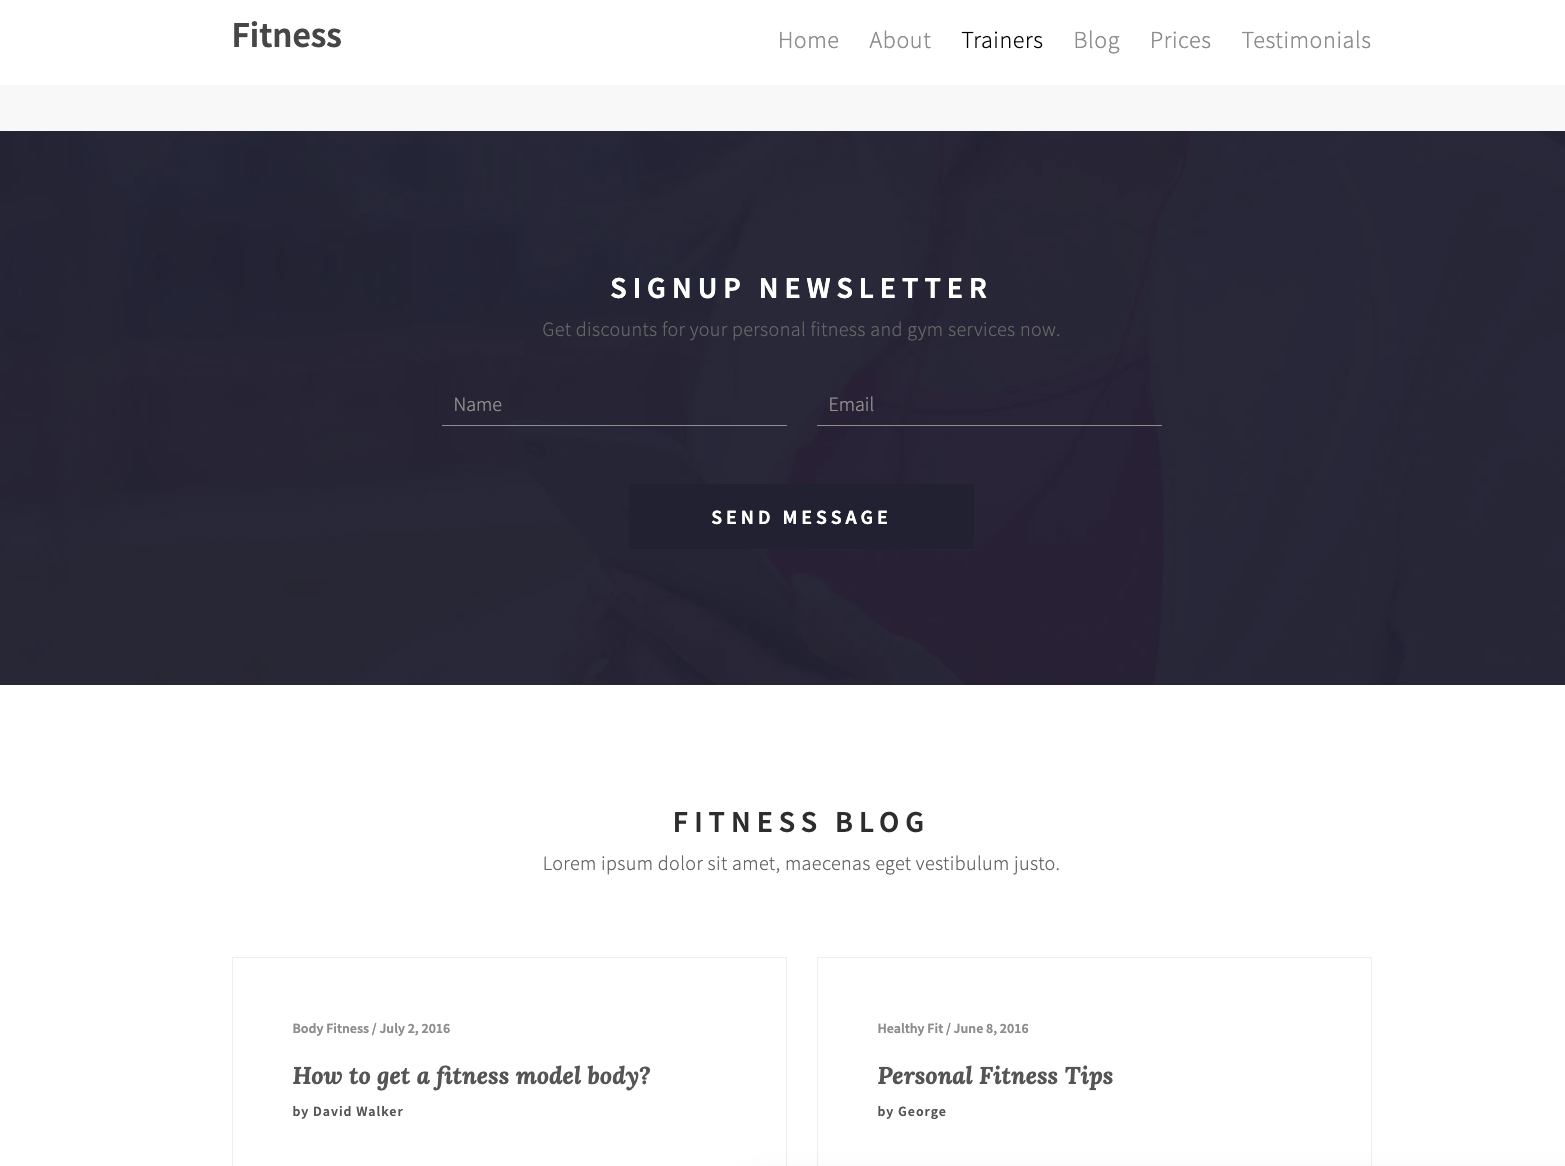 Fitness
Home About Trainers Blog Prices Testimonials
SIGNUP NEWSLETTER
Get discounts for your personal fitness and gym services now.
Name Email
SEND MESSAGE
FITNESS BLOG
Lorem ipsum dolor sit amet, maecenas eget vestibulum justo.
Body Fitness / July 2, 2016
How to get a fitness model body?
by David Walker
Healthy Fit / June 8, 2016
Personal Fitness Tips
by George